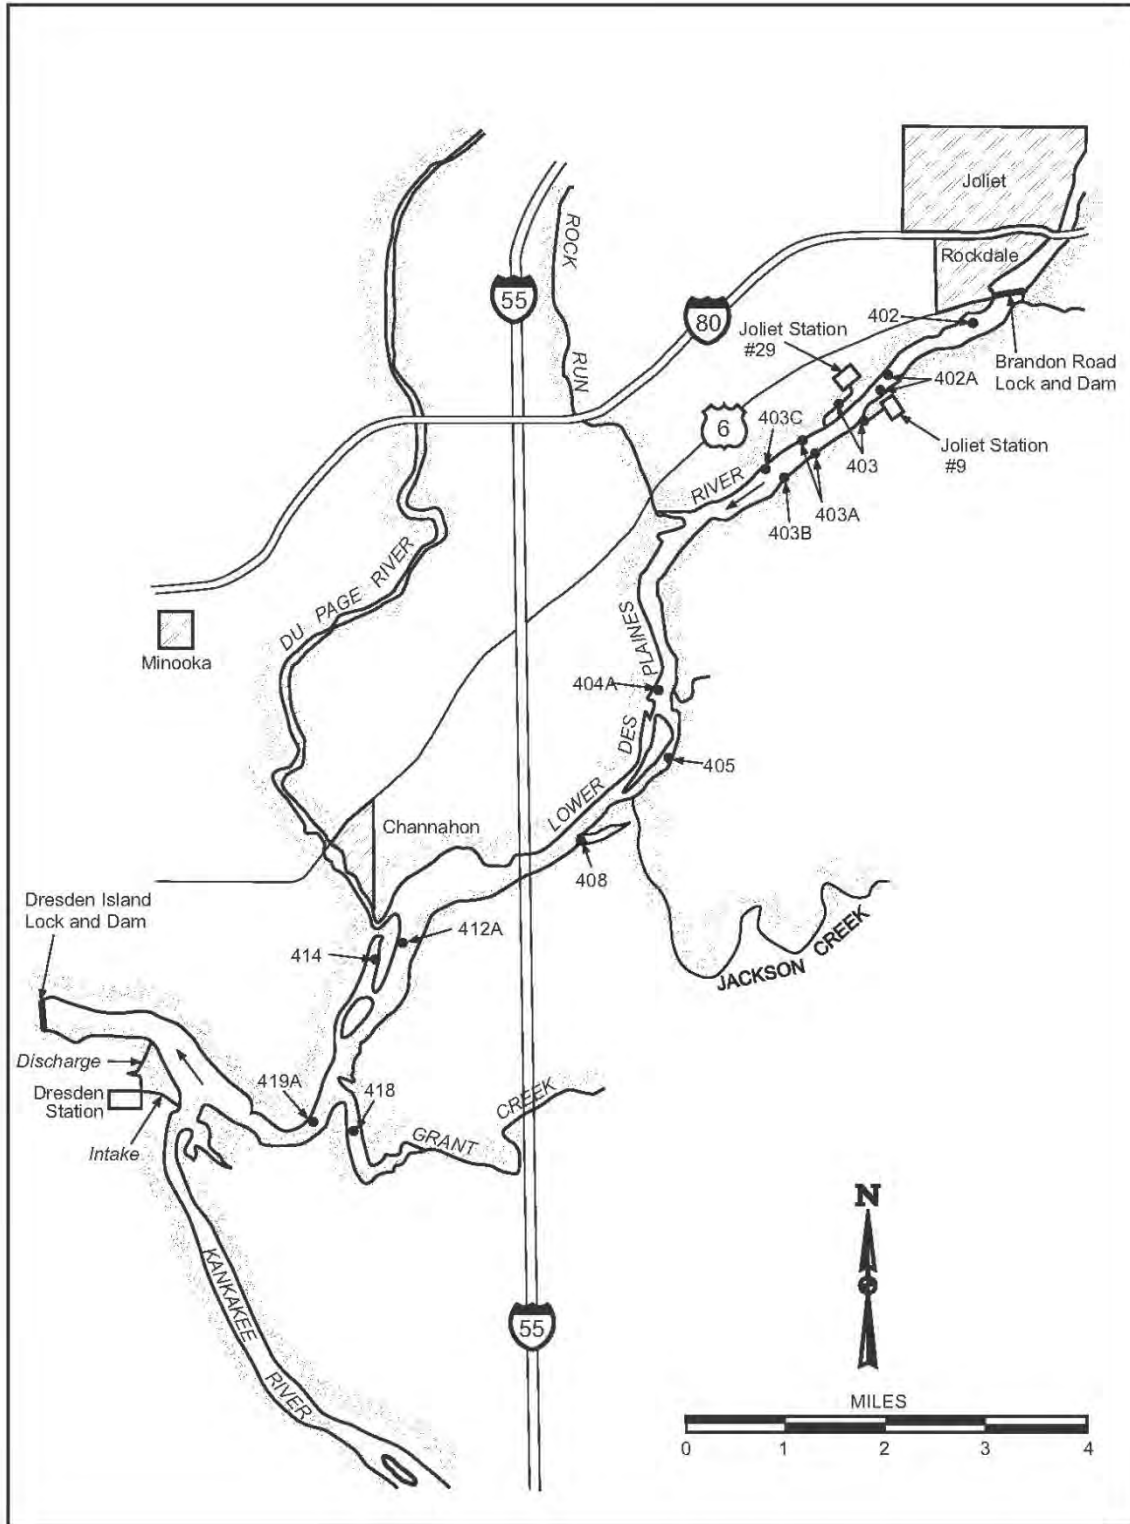 Joliet
ROCK
Rockdale
55
80
402
Joliet Station
#29
Brandon Road
Lock and Dam
402A
RUN
6
403C
403
Joliet Station
#9
RIVER
403A
403B
DU PAGE RIVER
PLAINES
Minooka
404A
DES
405
LOWER
Channahon
408
Dresden Island
Lock and Dam
412A
414
JACKSON CREEK
Discharge
419A
418
Dresden
Station
CREEK
GRANT
Intake
N
KANKAKEE
RIVER
55
MILES
0 1 2 3 4